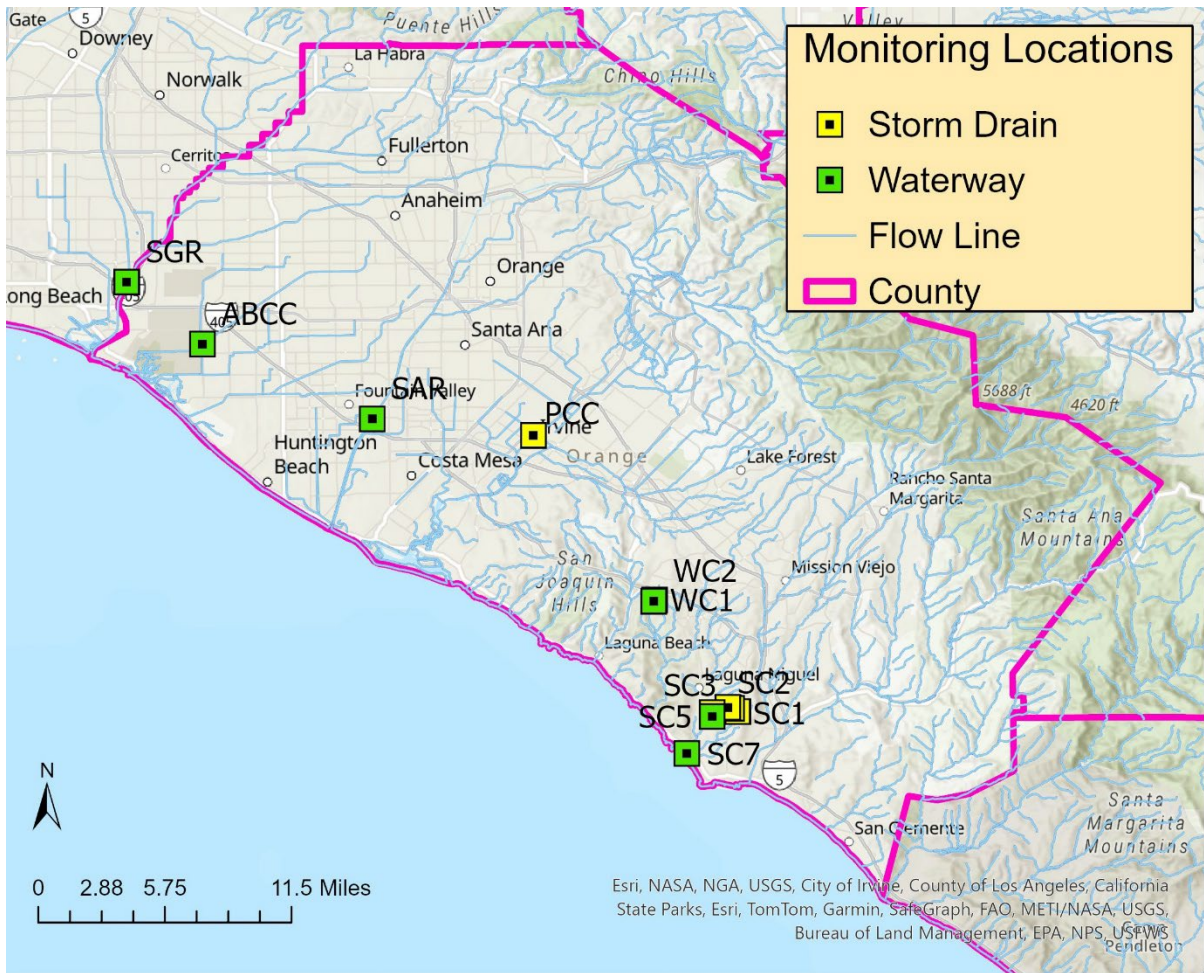 Gate
5
Downey
Puente Hills
Valley
La Habra
Norwalk
Chino Hills
Monitoring Locations
Storm Drain
Waterway
Flow Line
County
Fullerton
Cerritos
Anaheim
SGR
Orange
Long Beach
ABCC
405
Santa Ana
5688 ft
4620 ft
Fountain Valley
SAR
PCC
Irvine
Huntington
Beach
Costa Mesa
Orange
Lake Forest
Rancho Santa
Margarita
Santa Ana
Mountains
San
Joaquin
Hills
WC2
WC1
Mission Viejo
Laguna Beach
Laguna Niguel
SC3
SC2
SC5
SC1
SC7
5
N
San Clemente
Santa
Margarita
Mountains
0 2.88 5.75 11.5 Miles
Esri, NASA, NGA, USGS, City of Irvine, County of Los Angeles, California
State Parks, Esri, TomTom, Garmin, SafeGraph, FAO, METI/NASA, USGS,
Bureau of Land Management, EPA, NPS, USFWS
Pendleton